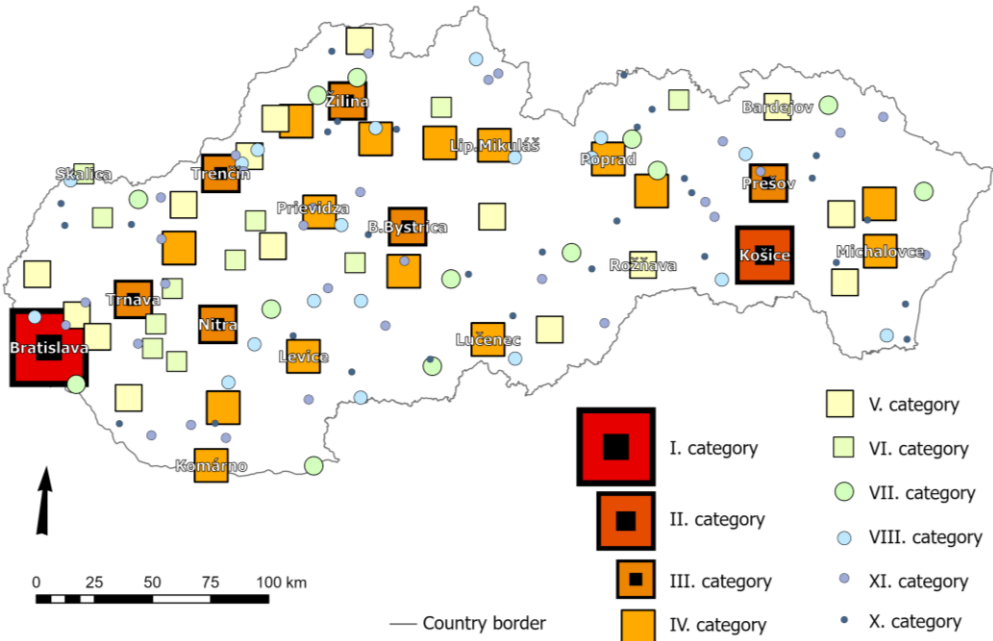 Žilina
Bardejov
Lip.Mikuláš
Poprad
Skalica
Trenčín
Prešov
Prievidza
B.Bystrica
Košice
Michalovce
Rožňava
Trnava
Nitra
Bratislava
Levice
Lučenec
Komárno
0 25 50 75 100 km
Country border
I. category
II. category
III. category
IV. category
V. category
VI. category
VII. category
VIII. category
XI. category
X. category